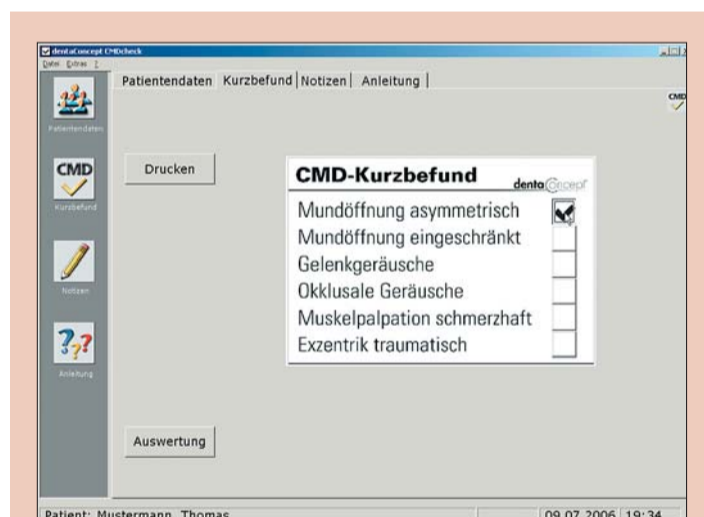 dentaConcept CMDcheck
Datei Extras ?
Patientendaten Kurzbefund Notizen Anleitung
CMD
Patientendaten
Drucken
CMD-Kurzbefund
dentaConcept
CMD
Kurzbefund
Mundöffnung asymmetrisch
Mundöffnung eingeschränkt
Gelenkgeräusche
Okklusale Geräusche
Muskelpalpation schmerzhaft
Exzentrik traumatisch
Notizen
???
Anleitung
Auswertung
Patient: Mustermann, Thomas 09.07.2006 19:34